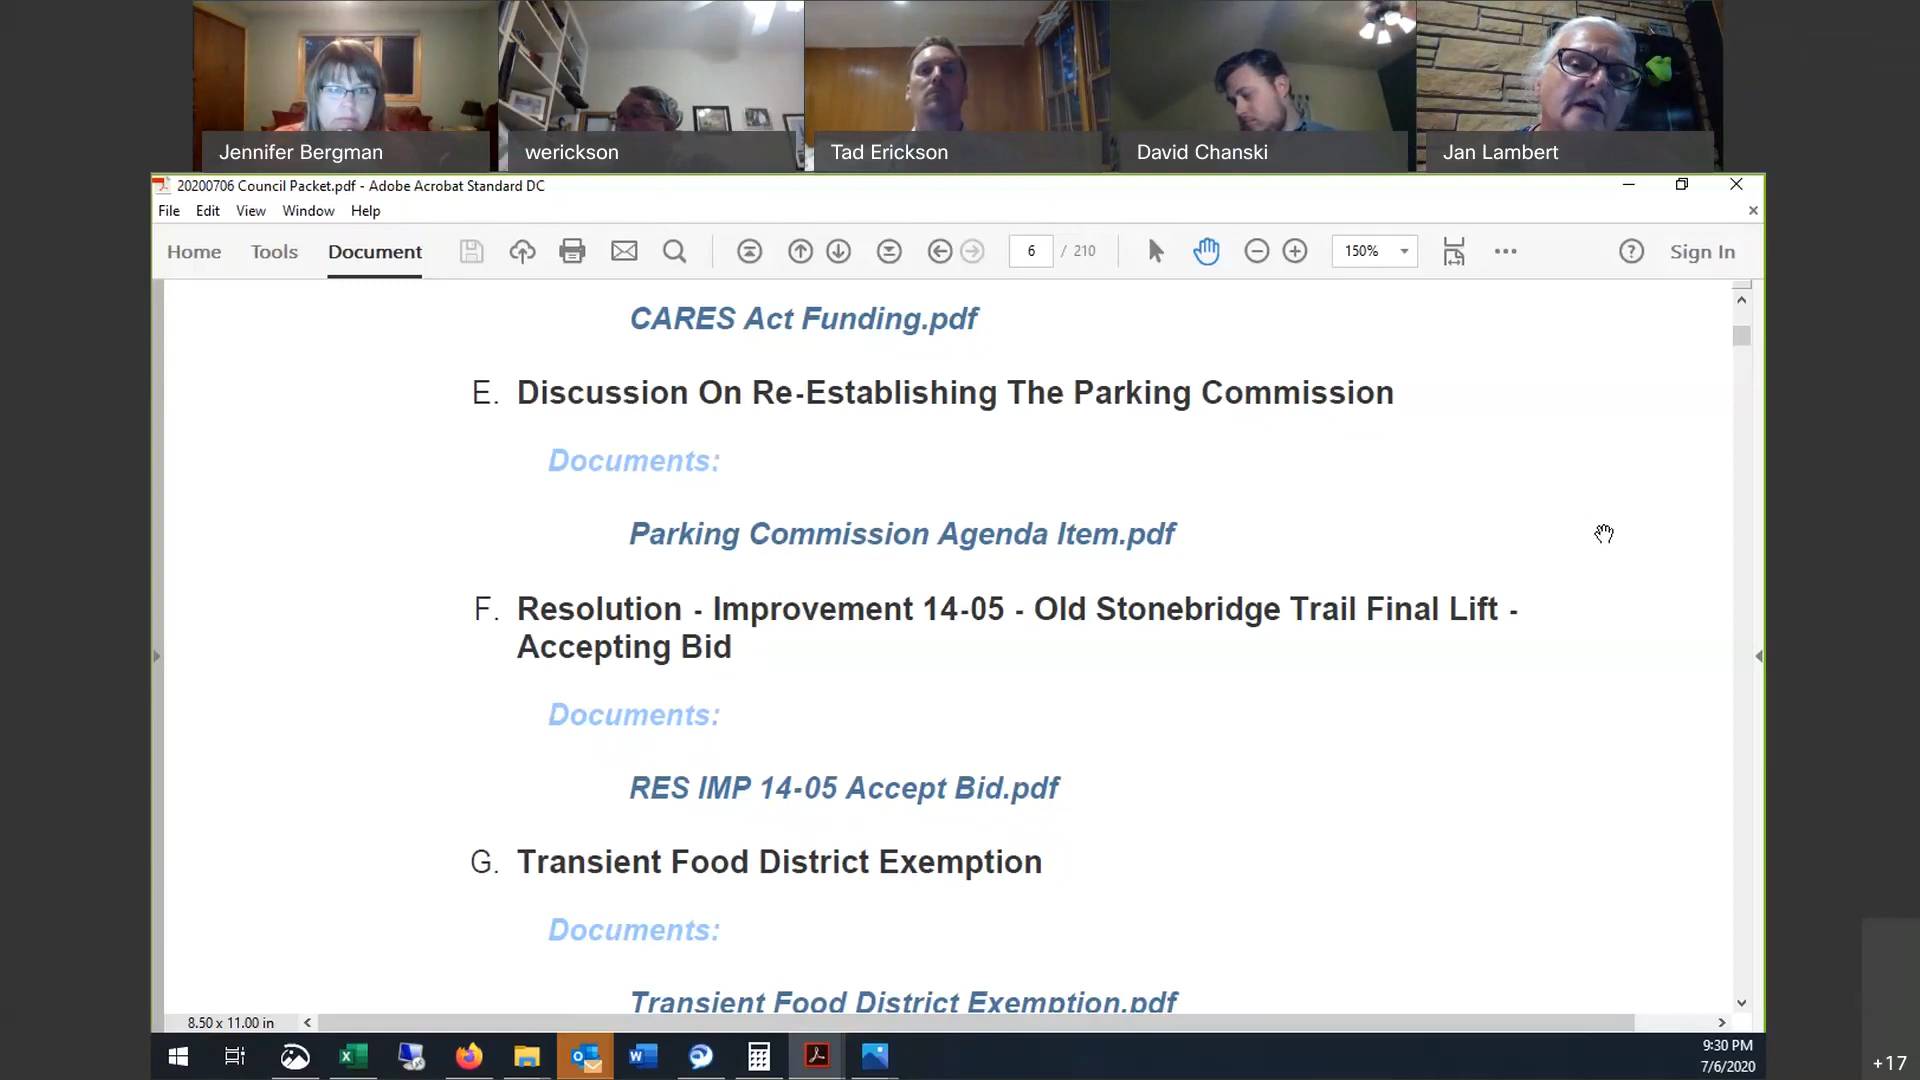 Jennifer Bergman
werickson
Tad Erickson
David Chanski
Jan Lambert
20200706 Council Packet.pdf - Adobe Acrobat Standard DC
File Edit View Window Help
Home Tools Document 6 / 210 150% Sign In
CARES Act Funding.pdf
E. Discussion On Re-Establishing The Parking Commission
Documents:
Parking Commission Agenda Item.pdf
F. Resolution - Improvement 14-05 - Old Stonebridge Trail Final Lift -
Accepting Bid
Documents:
RES IMP 14-05 Accept Bid.pdf
G. Transient Food District Exemption
Documents:
Transient Food District Exemption.pdf
8.50 x 11.00 in
9:30 PM
7/6/2020
+17